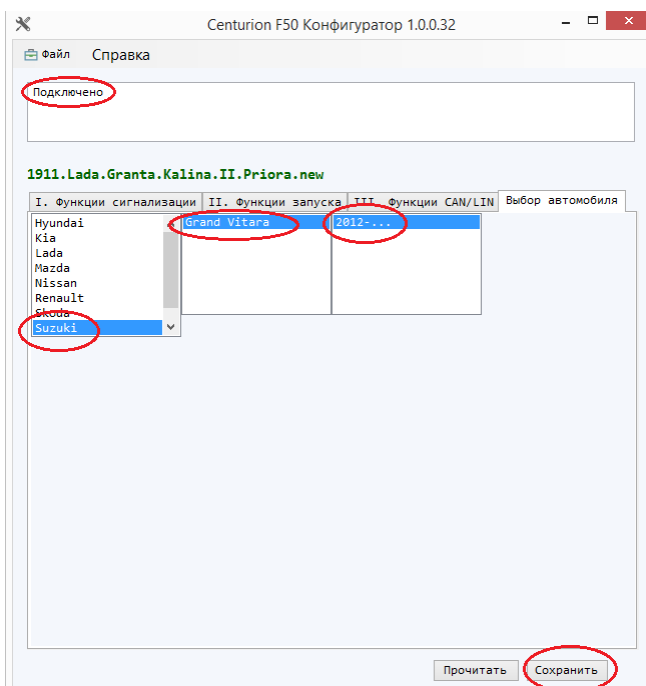 Centurion F50 Конфигуратор 1.0.0.32
Файл Справка
Подключено
1911.Lada.Granta.Kalina.II.Priora.new
I. Функции сигнализации II. Функции запуска III. Функции CAN/LIN Выбор автомобиля
Hyundai Grand Vitara 2012-...
Kia
Lada
Mazda
Nissan
Renault
Skoda
Suzuki
Прочитать Сохранить